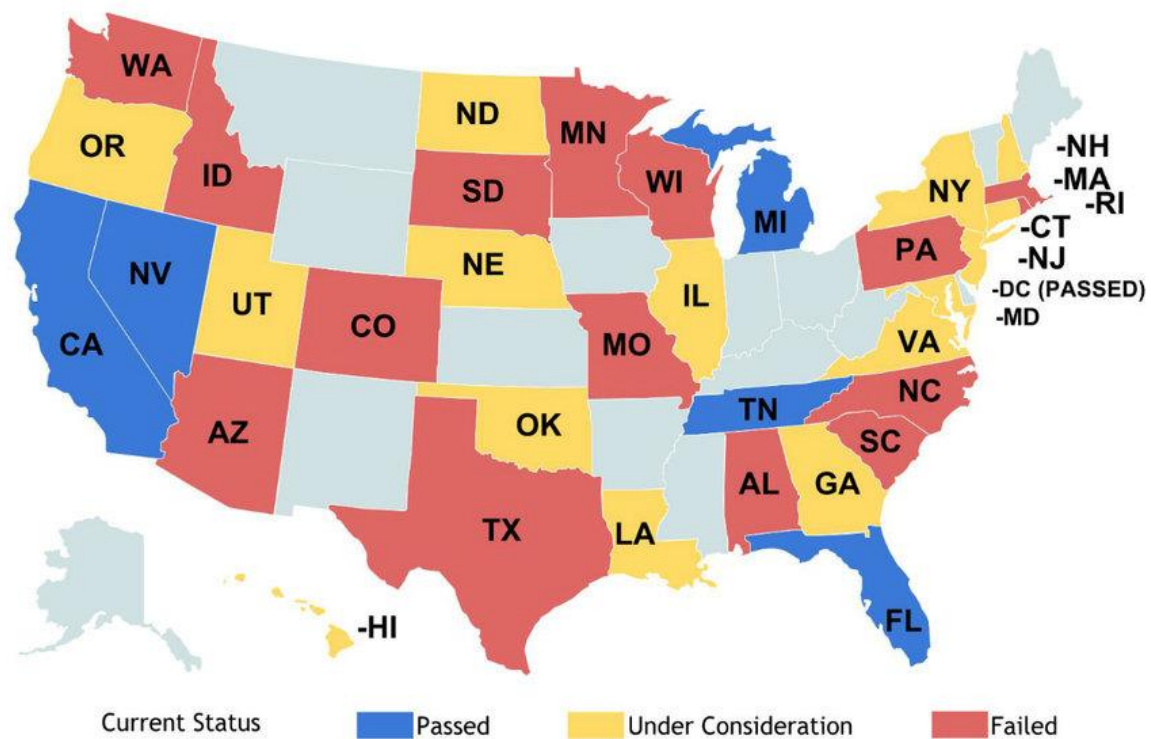 WA
ND
MN
OR
-NH
ID
SD
WI
-MA
NY
-RI
MI
-CT
PA
-NJ
NV
NE
-DC (PASSED)
UT
IL
-MD
CO
CA
MO
VA
NC
TN
AZ
OK
SC
AL
GA
TX
LA
FL
-HI
Current Status
Passed
Under Consideration
Failed